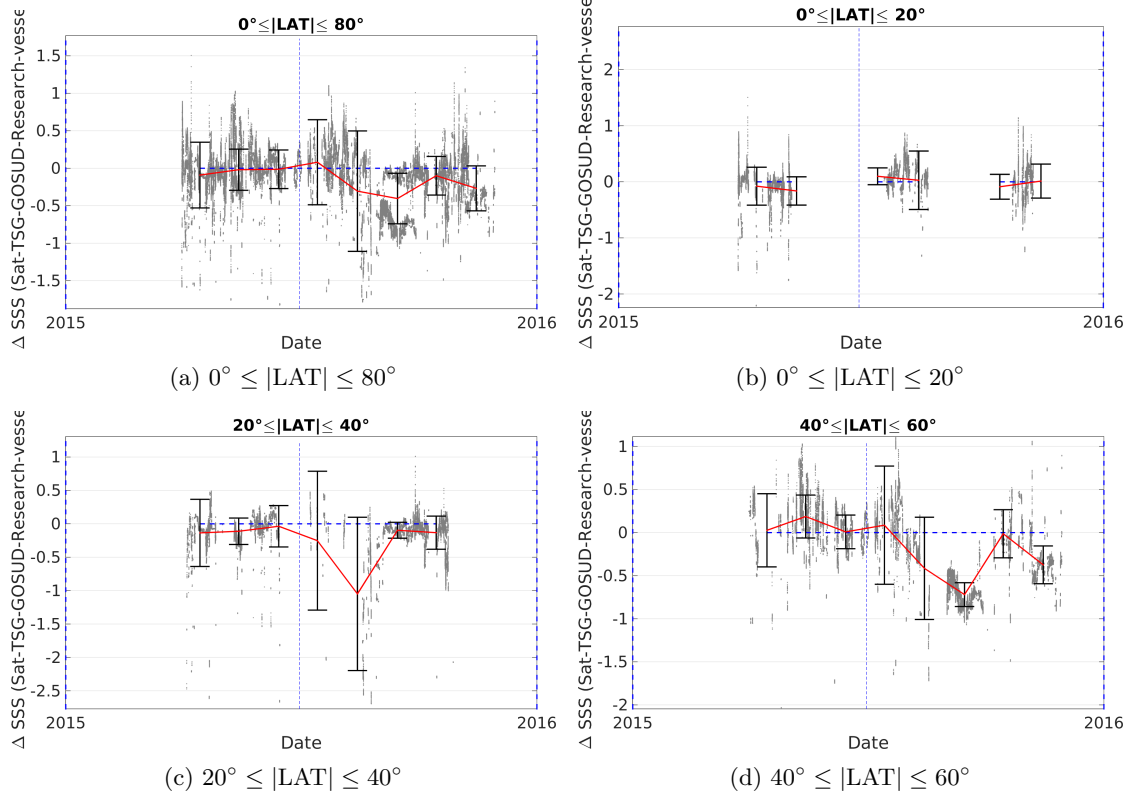 0°≤|LAT|≤ 80°
Δ SSS (Sat-TSG-GOSUD-Research-vesse
1.5
1
0.5
0
-0.5
-1
-1.5
2015
2016
Date
(a) 0° ≤ |LAT| ≤ 80°
0°≤|LAT|≤ 20°
Δ SSS (Sat-TSG-GOSUD-Research-vesse
2
1
0
-1
-2
2015
2016
Date
(b) 0° ≤ |LAT| ≤ 20°
20°≤|LAT|≤ 40°
Δ SSS (Sat-TSG-GOSUD-Research-vesse
1
0.5
0
-0.5
-1
-1.5
-2
-2.5
2015
2016
Date
(c) 20° ≤ |LAT| ≤ 40°
40°≤|LAT|≤ 60°
Δ SSS (Sat-TSG-GOSUD-Research-vesse
1
0.5
0
-0.5
-1
-1.5
-2
2015
2016
Date
(d) 40° ≤ |LAT| ≤ 60°